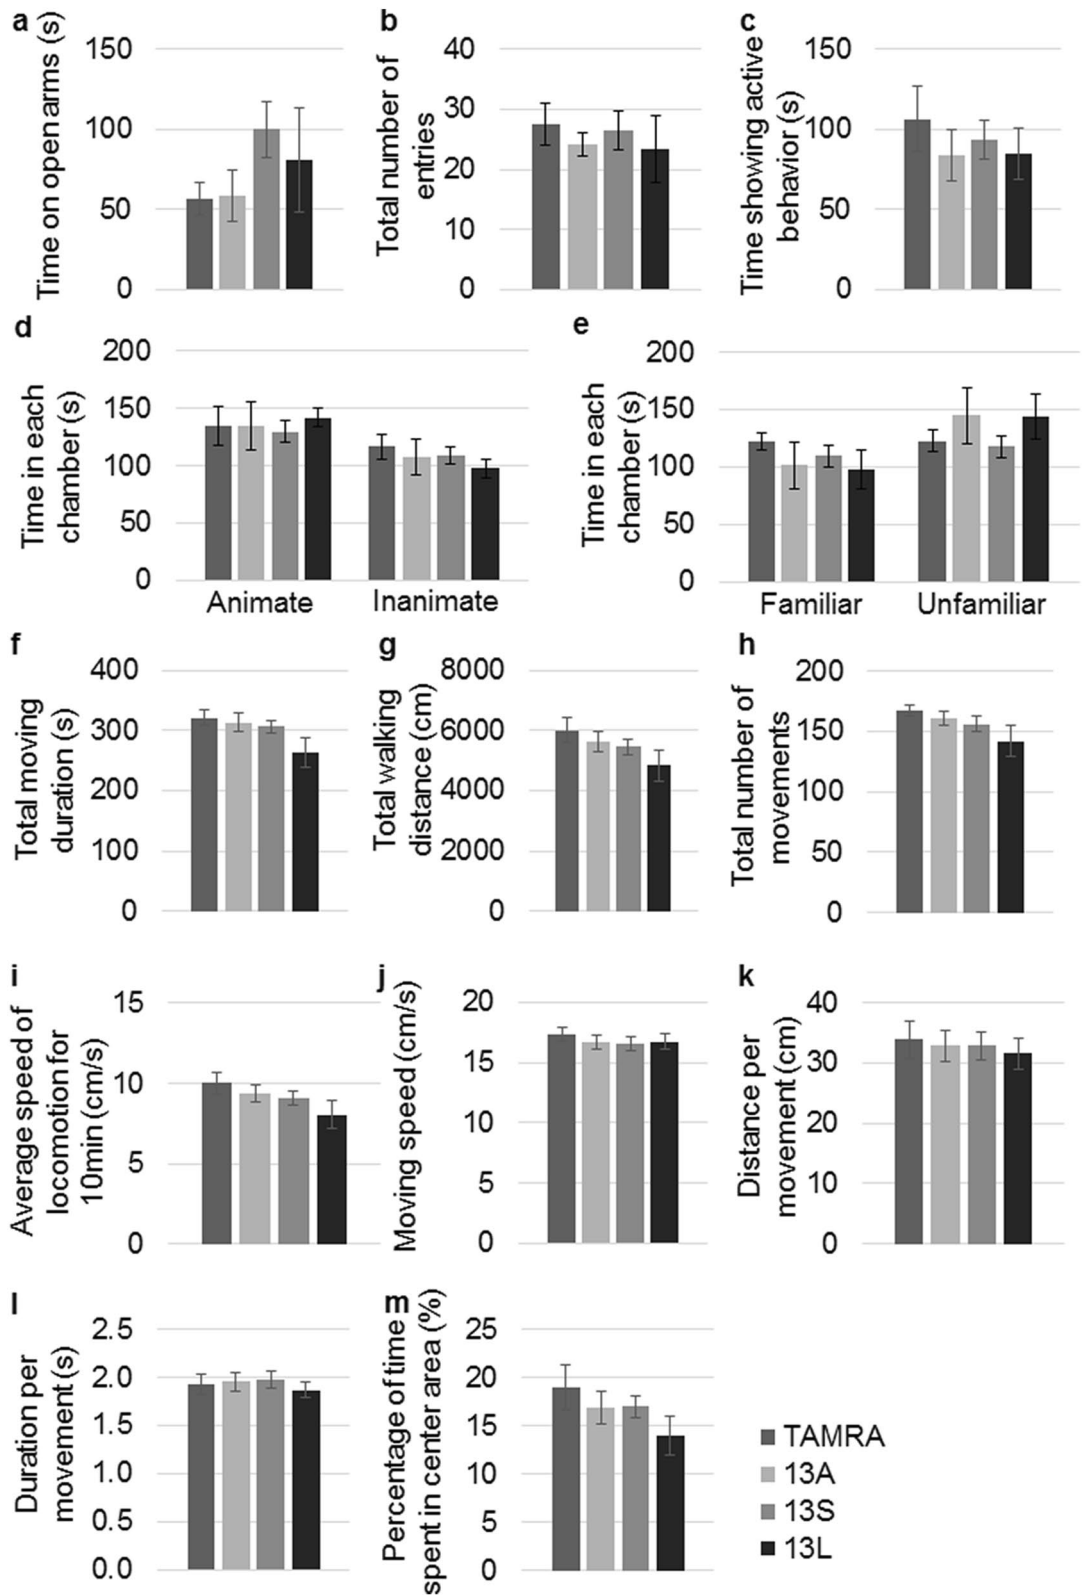 a
Time on open arms (s)
150
100
50
0
b
Total number of
entries
40
30
20
10
0
c
Time showing active
behavior (s)
150
100
50
0
d
Time in each
chamber (s)
200
150
100
50
0
Animate Inanimate
e
Time in each
chamber (s)
200
150
100
50
0
Familiar Unfamiliar
f
Total moving
duration (s)
400
300
200
100
0
g
Total walking
distance (cm)
8000
6000
4000
2000
0
h
Total number of
movements
200
150
100
50
0
i
Average speed of
locomotion for
10min (cm/s)
15
10
5
0
j
Moving speed (cm/s)
20
15
10
5
0
k
Distance per
movement (cm)
40
30
20
10
0
l
Duration per
movement (s)
2.5
2.0
1.5
1.0
0.5
0.0
m
Percentage of time
spent in center area (%)
25
20
15
10
5
0
TAMRA
13A
13S
13L